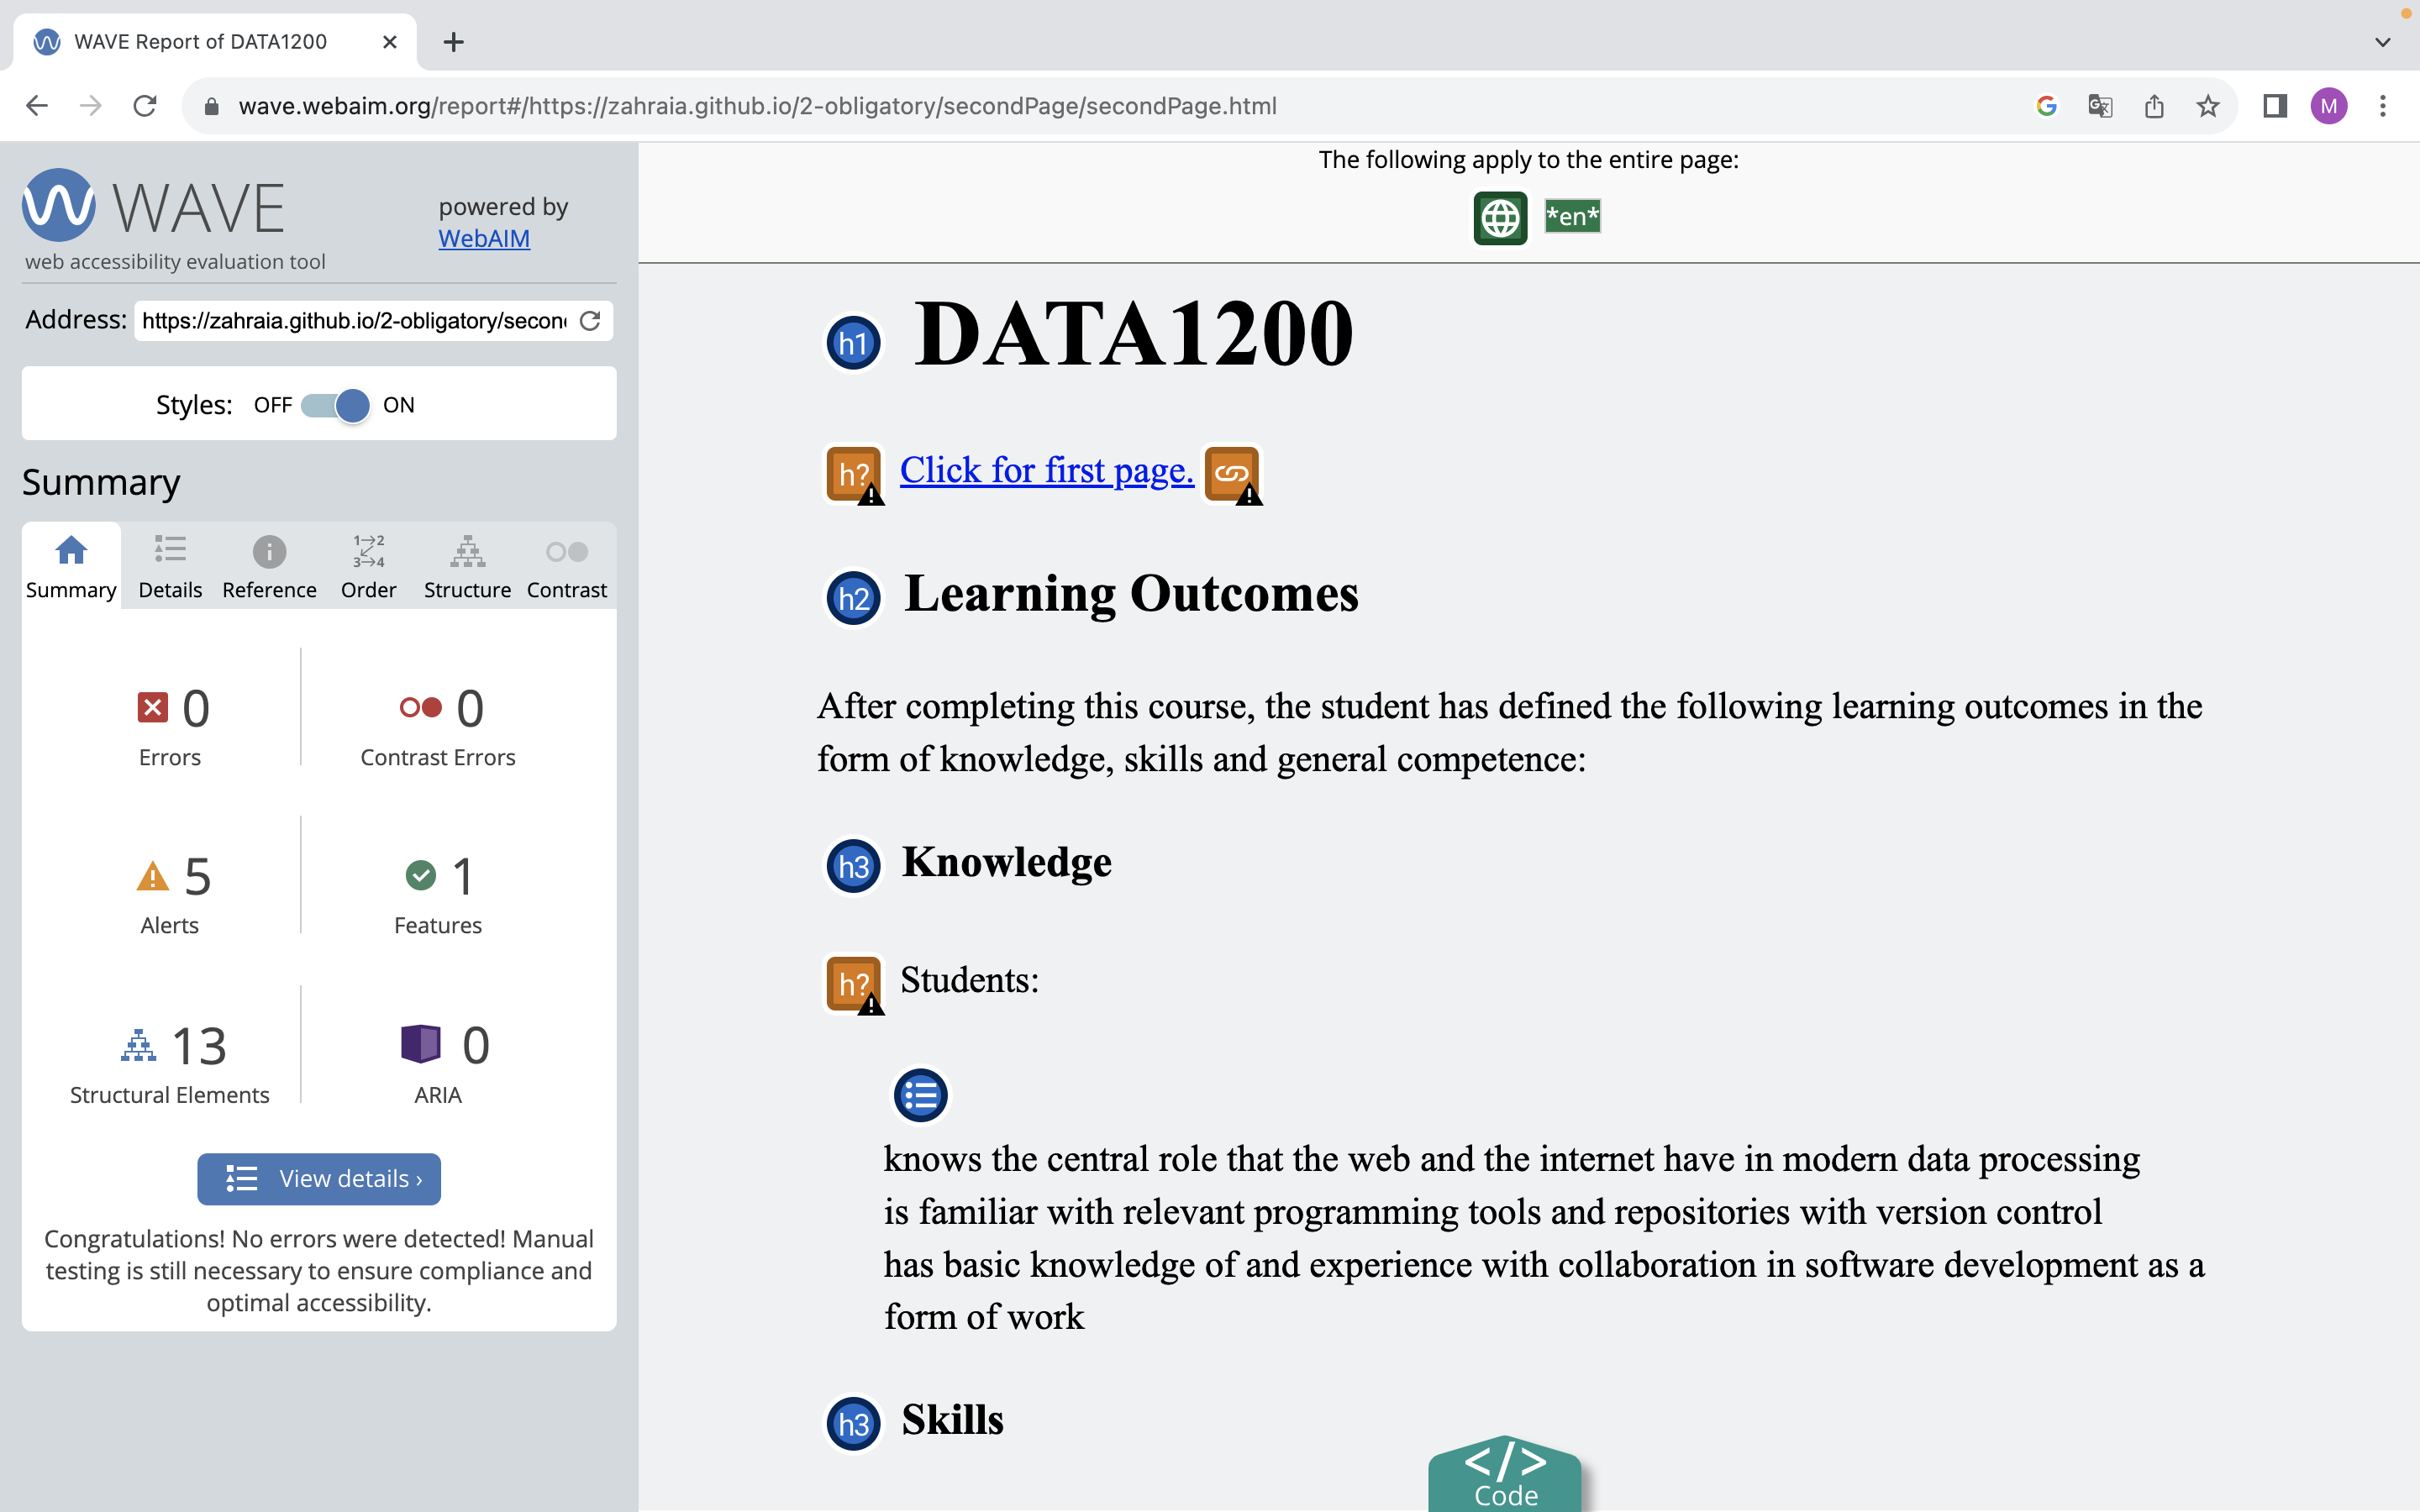 WAVE Report of DATA1200
wave.webaim.org/report#/https://zahraia.github.io/2-obligatory/secondPage/secondPage.html
M
WAVE
powered by
WebAIM
web accessibility evaluation tool
Address: https://zahraia.github.io/2-obligatory/secon
Styles: OFF ON
Summary
1→2
3→4
Summary Details Reference Order Structure Contrast
0 0
Errors Contrast Errors
5 1
Alerts Features
13 0
Structural Elements ARIA
View details ›
Congratulations! No errors were detected! Manual
testing is still necessary to ensure compliance and
optimal accessibility.
The following apply to the entire page:
*en*
h1 DATA1200
h? Click for first page.
h2 Learning Outcomes
After completing this course, the student has defined the following learning outcomes in the
form of knowledge, skills and general competence:
h3 Knowledge
h? Students:
knows the central role that the web and the internet have in modern data processing
is familiar with relevant programming tools and repositories with version control
has basic knowledge of and experience with collaboration in software development as a
form of work
h3 Skills
</>
Code